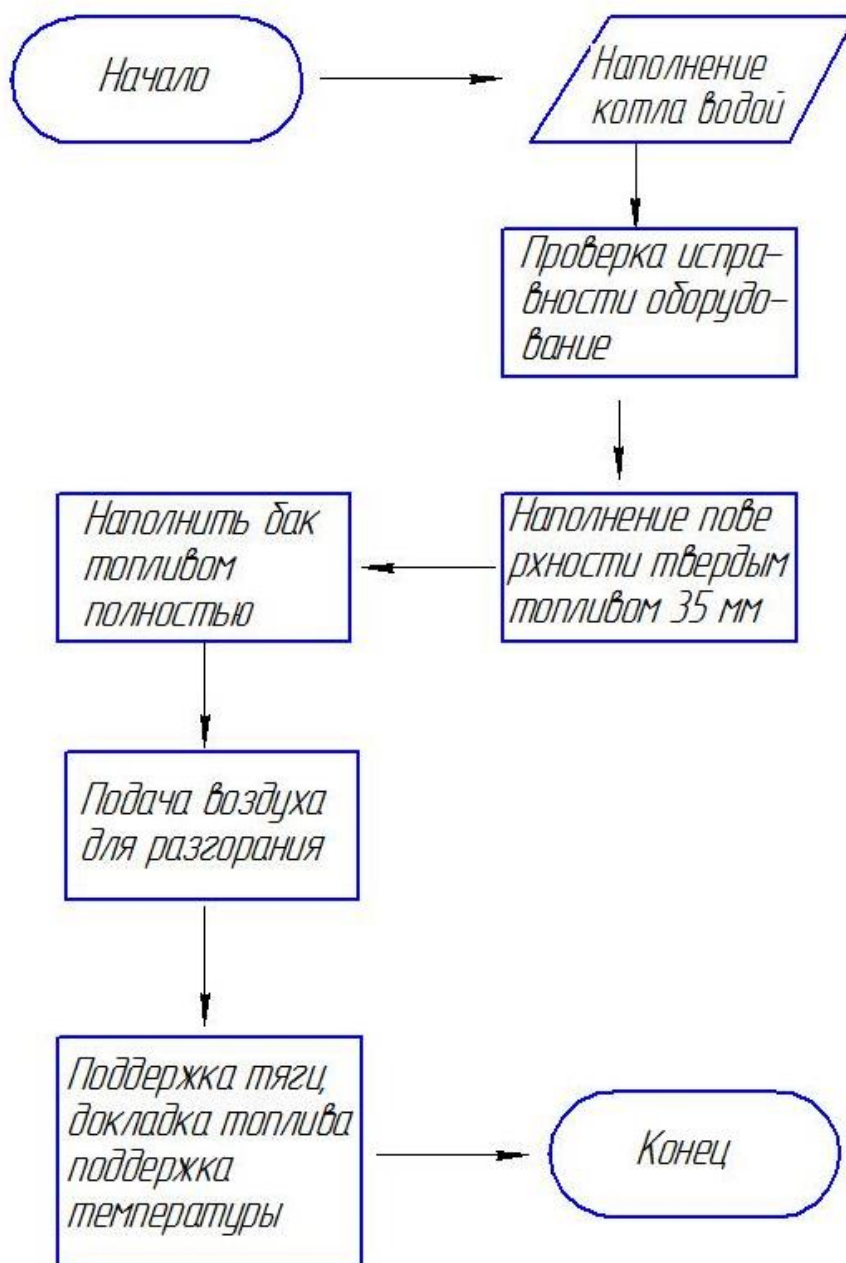 Начало
Наполнение
котла водой
Проверка испра-
вности оборудо-
вание
Наполнение пове
рхности твердым
топливом 35 мм
Наполнить бак
топливом
полностью
Подача воздуха
для разгорания
Поддержка тяги,
докладка топлива
поддержка
температуры
Конец